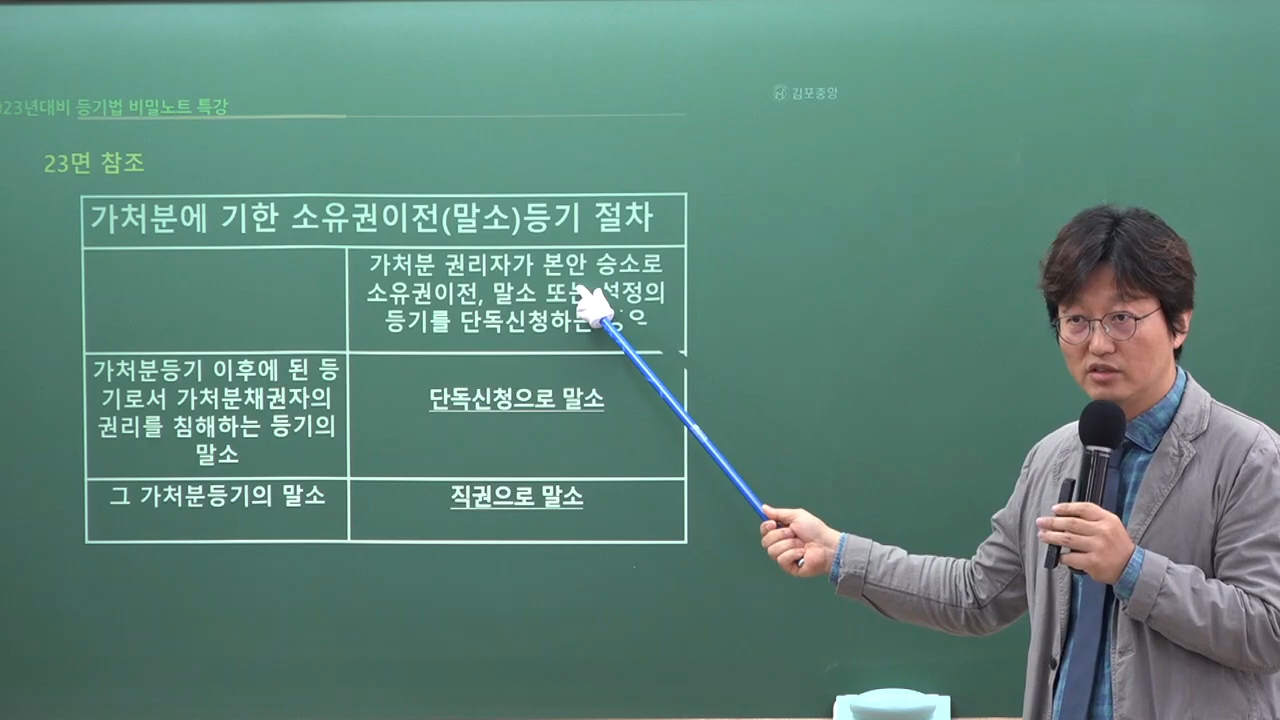 23년대비 등기법 비밀노트 특강
김포중앙
23면 참조
가처분에 기한 소유권이전(말소)등기 절차
가처분 권리자가 본안 승소로
소유권이전, 말소 또는 설정의
등기를 단독신청하는
가처분등기 이후에 된 등
기로서 가처분채권자의
권리를 침해하는 등기의
말소
단독신청으로 말소
그 가처분등기의 말소
직권으로 말소